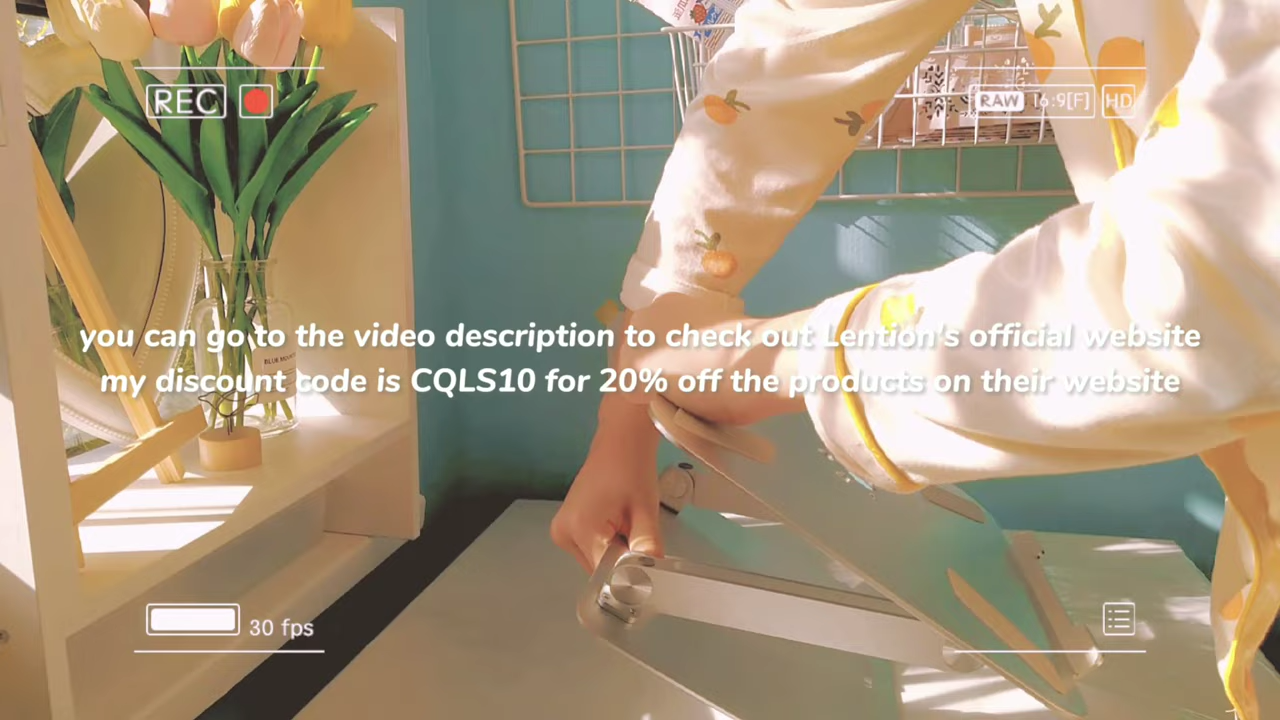 REC
RAW 16:9[F] HD
you can go to the video description to check out Lention's official website
my discount code is CQLS10 for 20% off the products on their website
30 fps